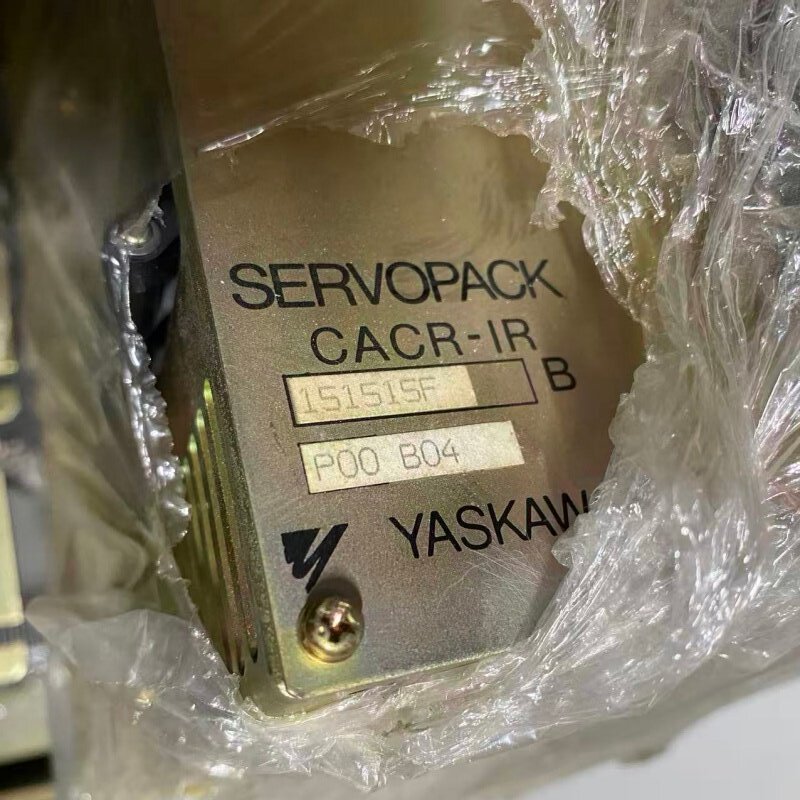 SERVOPACK
CACR-IR
151515F B
P00 B04
YASKAW